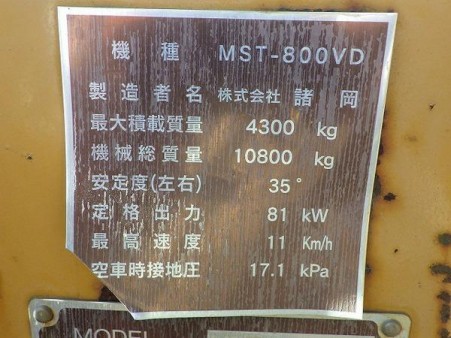 機種 MST-800VD
製造者名 株式会社 諸岡
最大積載質量 4300 kg
機械総質量 10800 kg
安定度(左右) 35°
定格出力 81 kW
最高速度 11 Km/h
空車時接地圧 17.1 kPa
MODEL